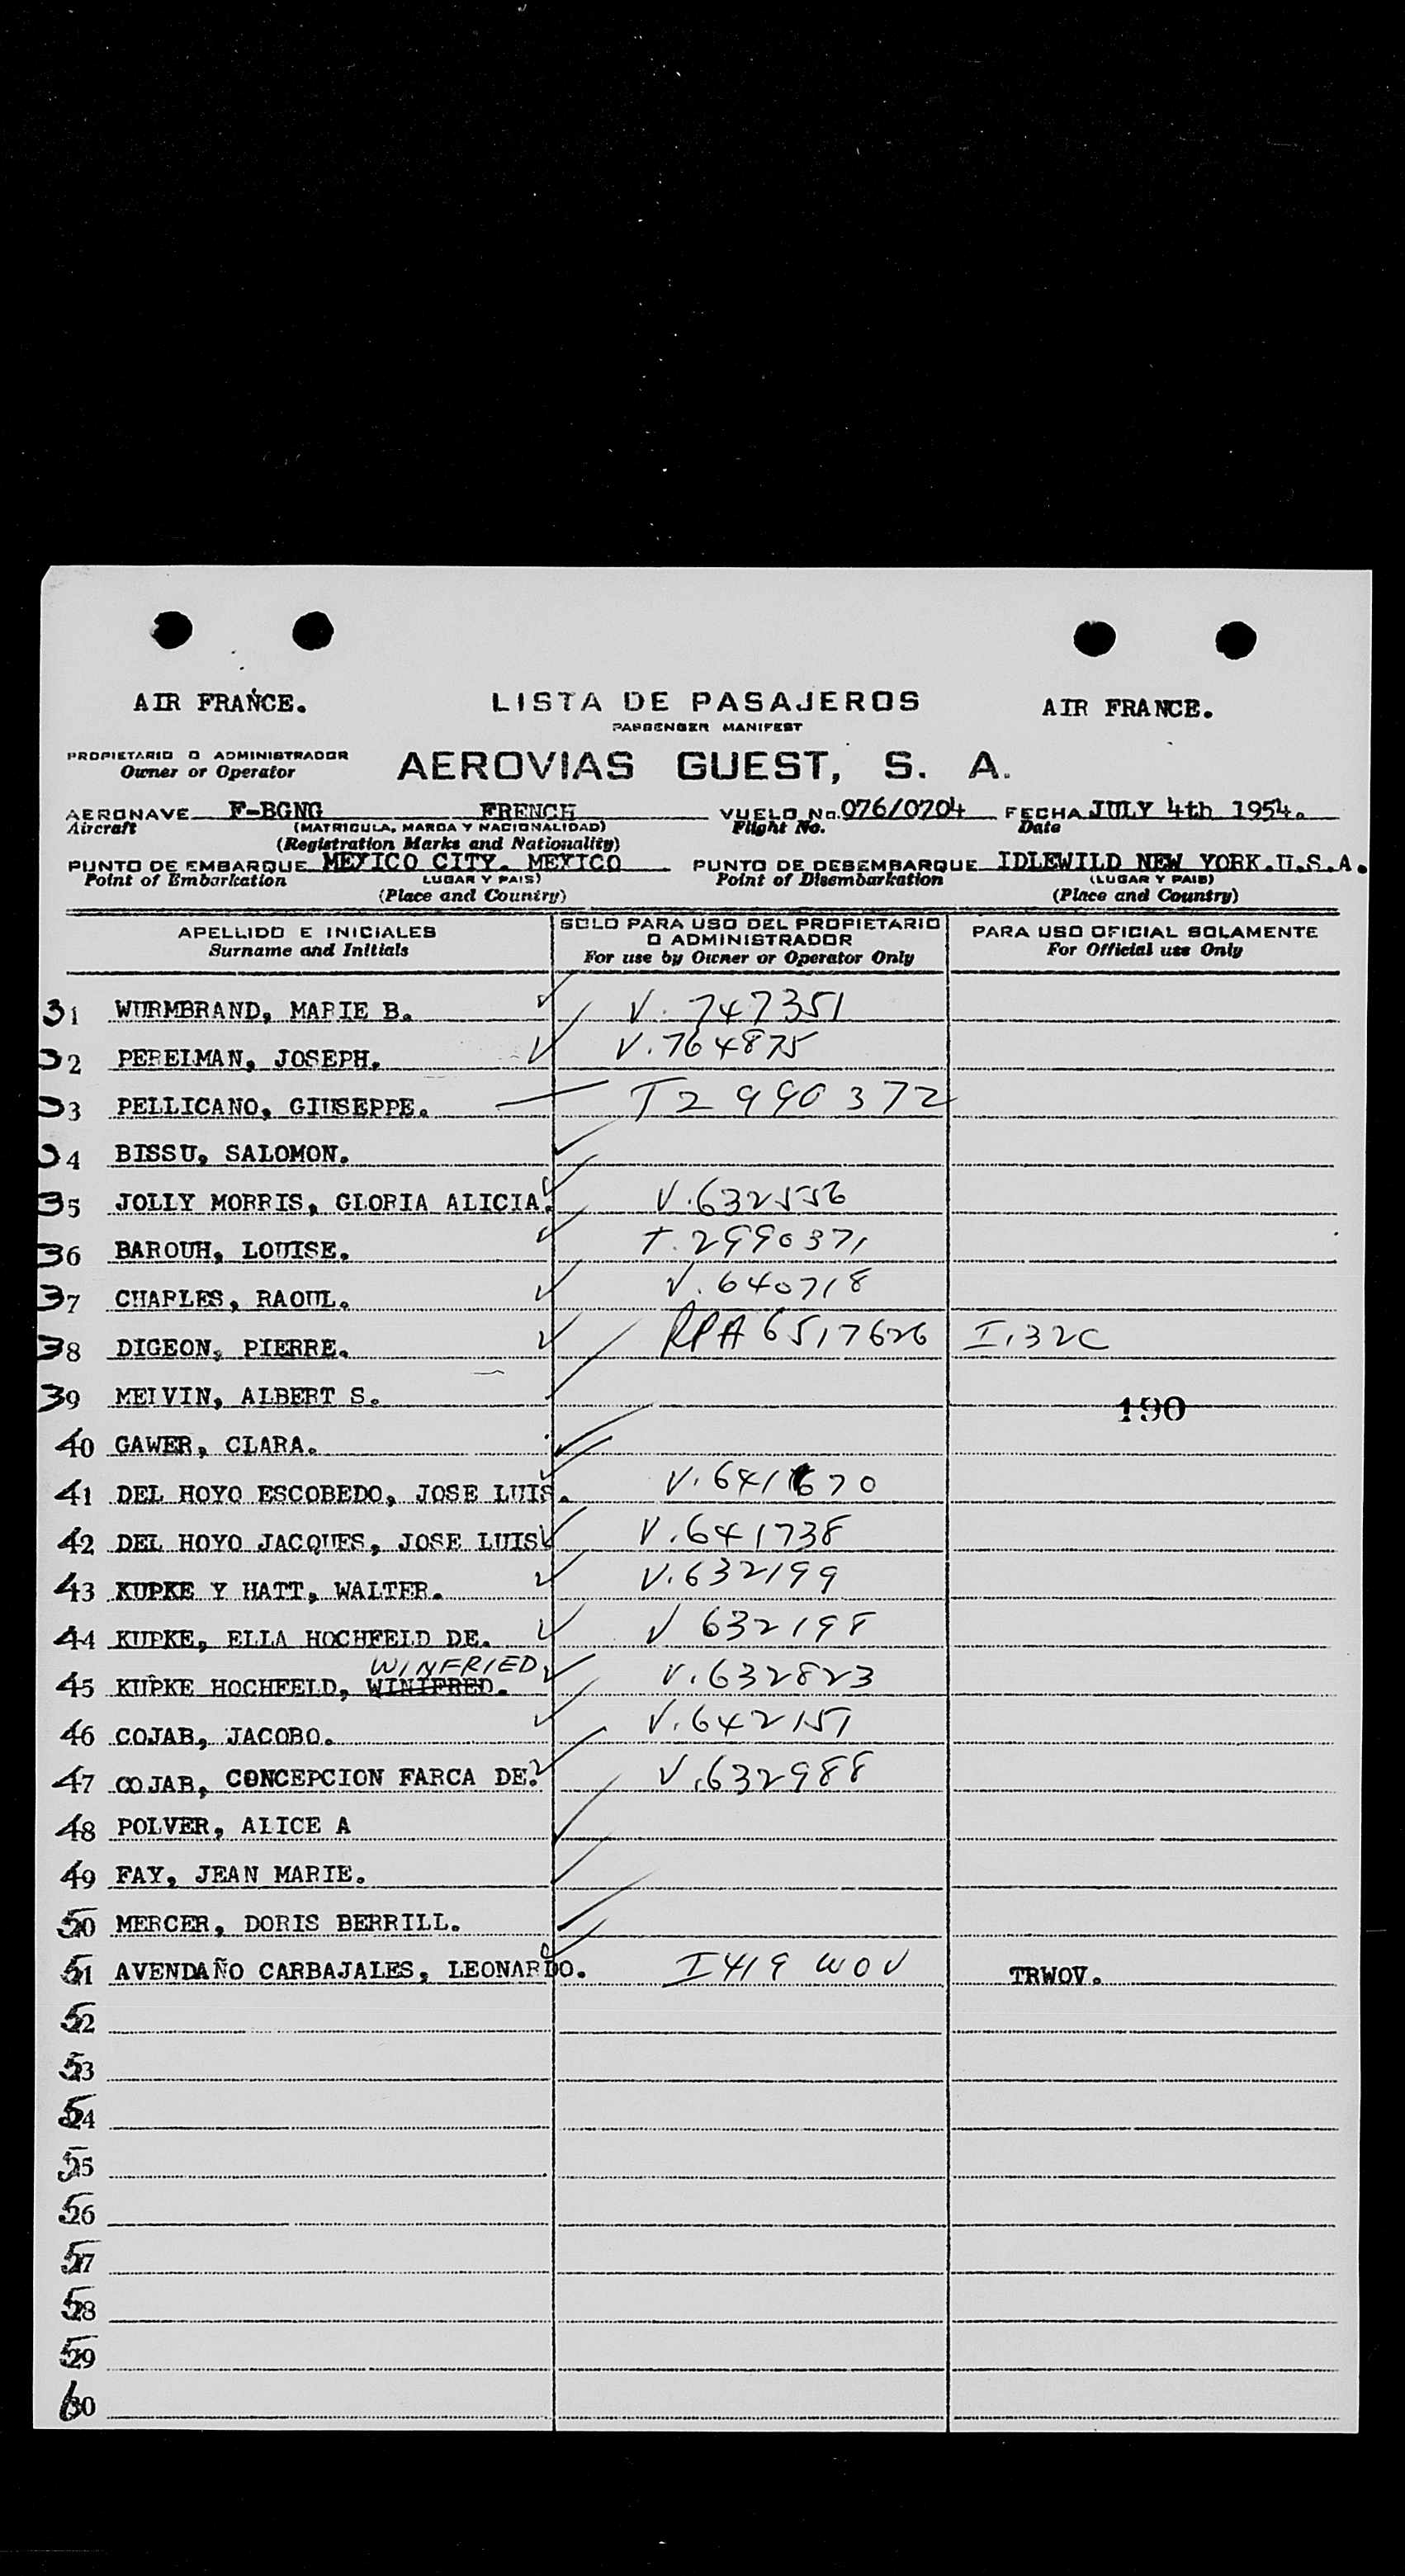 AIR FRANCE. LISTA DE PASAJEROS AIR FRANCE.
PASSENGER MANIFEST
PROPIETARIO O ADMINISTRADOR
Owner or Operator
AEROVIAS GUEST, S. A.
AERONAVE F-BGNG FRENCH VUELO No. 076/0704 FECHA JULY 4th 1954.
Aircraft (MATRICULA, MARCA Y NACIONALIDAD) Flight No. Date
(Registration Marks and Nationality)
PUNTO DE EMBARQUE MEXICO CITY. MEXICO PUNTO DE DESEMBARQUE IDLEWILD NEW YORK.U.S.A.
Point of Embarkation LUGAR Y PAIS) Point of Disembarkation (LUGAR Y PAIS)
(Place and Country) (Place and Country)
APELLIDO E INICIALES
Surname and Initials
SOLO PARA USO DEL PROPIETARIO
O ADMINISTRADOR
For use by Owner or Operator Only
PARA USO OFICIAL SOLAMENTE
For Official use Only
31 WURMBRAND, MARIE B. V. 747351
32 PERELMAN, JOSEPH. V. 764875
33 PELLICANO, GIUSEPPE. T2 990 372
34 BISSU, SALOMON.
35 JOLLY MORRIS, GLORIA ALICIA. V. 632556
36 BAROUH, LOUISE. T. 2990371
37 CHARLES, RAOUL. V. 640718
38 DIGEON, PIERRE. RPA 6517626 I.32C
39 MELVIN, ALBERT S.
190
40 GAWER, CLARA.
41 DEL HOYO ESCOBEDO, JOSE LUIS. V. 641670
42 DEL HOYO JACQUES, JOSE LUIS V. 641738
43 KUPKE Y HATT, WALTER. V. 632199
44 KUPKE, ELLA HOCHFELD DE. V 632198
WINFRIED
45 KUPKE HOCHFELD, WINIFRED. V. 632823
46 COJAB, JACOBO. V. 642151
47 COJAB, CONCEPCION FARCA DE. V. 632988
48 POLVER, ALICE A
49 FAY, JEAN MARIE.
50 MERCER, DORIS BERRILL.
51 AVENDAÑO CARBAJALES, LEONARDO. I 419 WOV TRWOV.
52
53
54
55
56
57
58
59
60